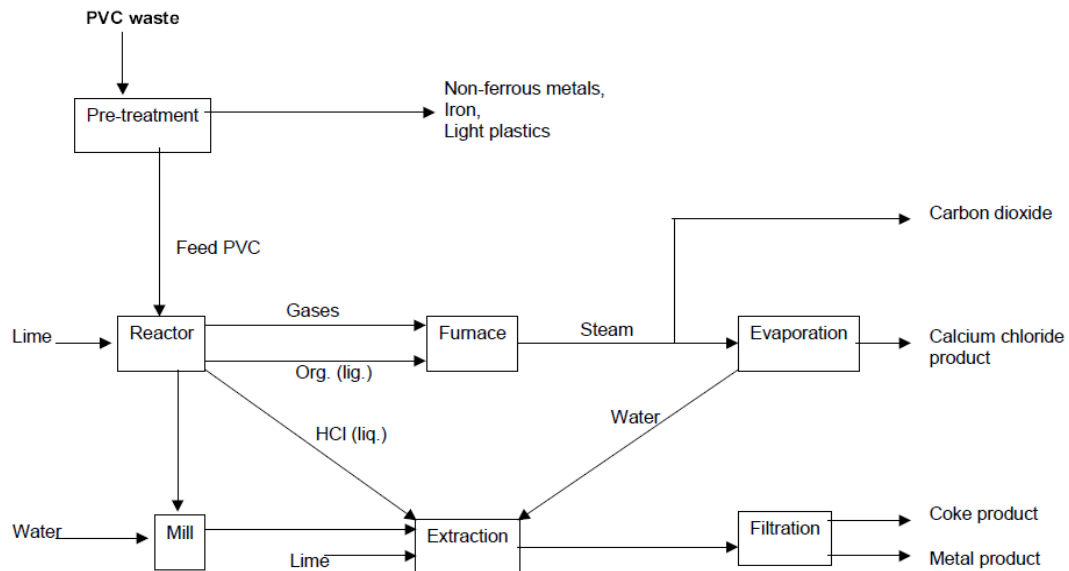 PVC waste
Pre-treatment
Non-ferrous metals,
Iron,
Light plastics
Carbon dioxide
Feed PVC
Lime
Reactor
Gases
Org. (lig.)
Furnace
Steam
Evaporation
Calcium chloride
product
HCl (liq.)
Water
Water
Mill
Lime
Extraction
Filtration
Coke product
Metal product